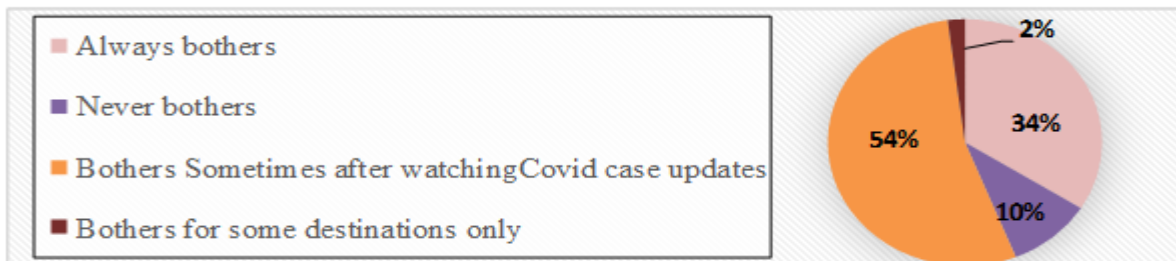 Always bothers
Never bothers
Bothers Sometimes after watchingCovid case updates
Bothers for some destinations only
2%
34%
54%
10%